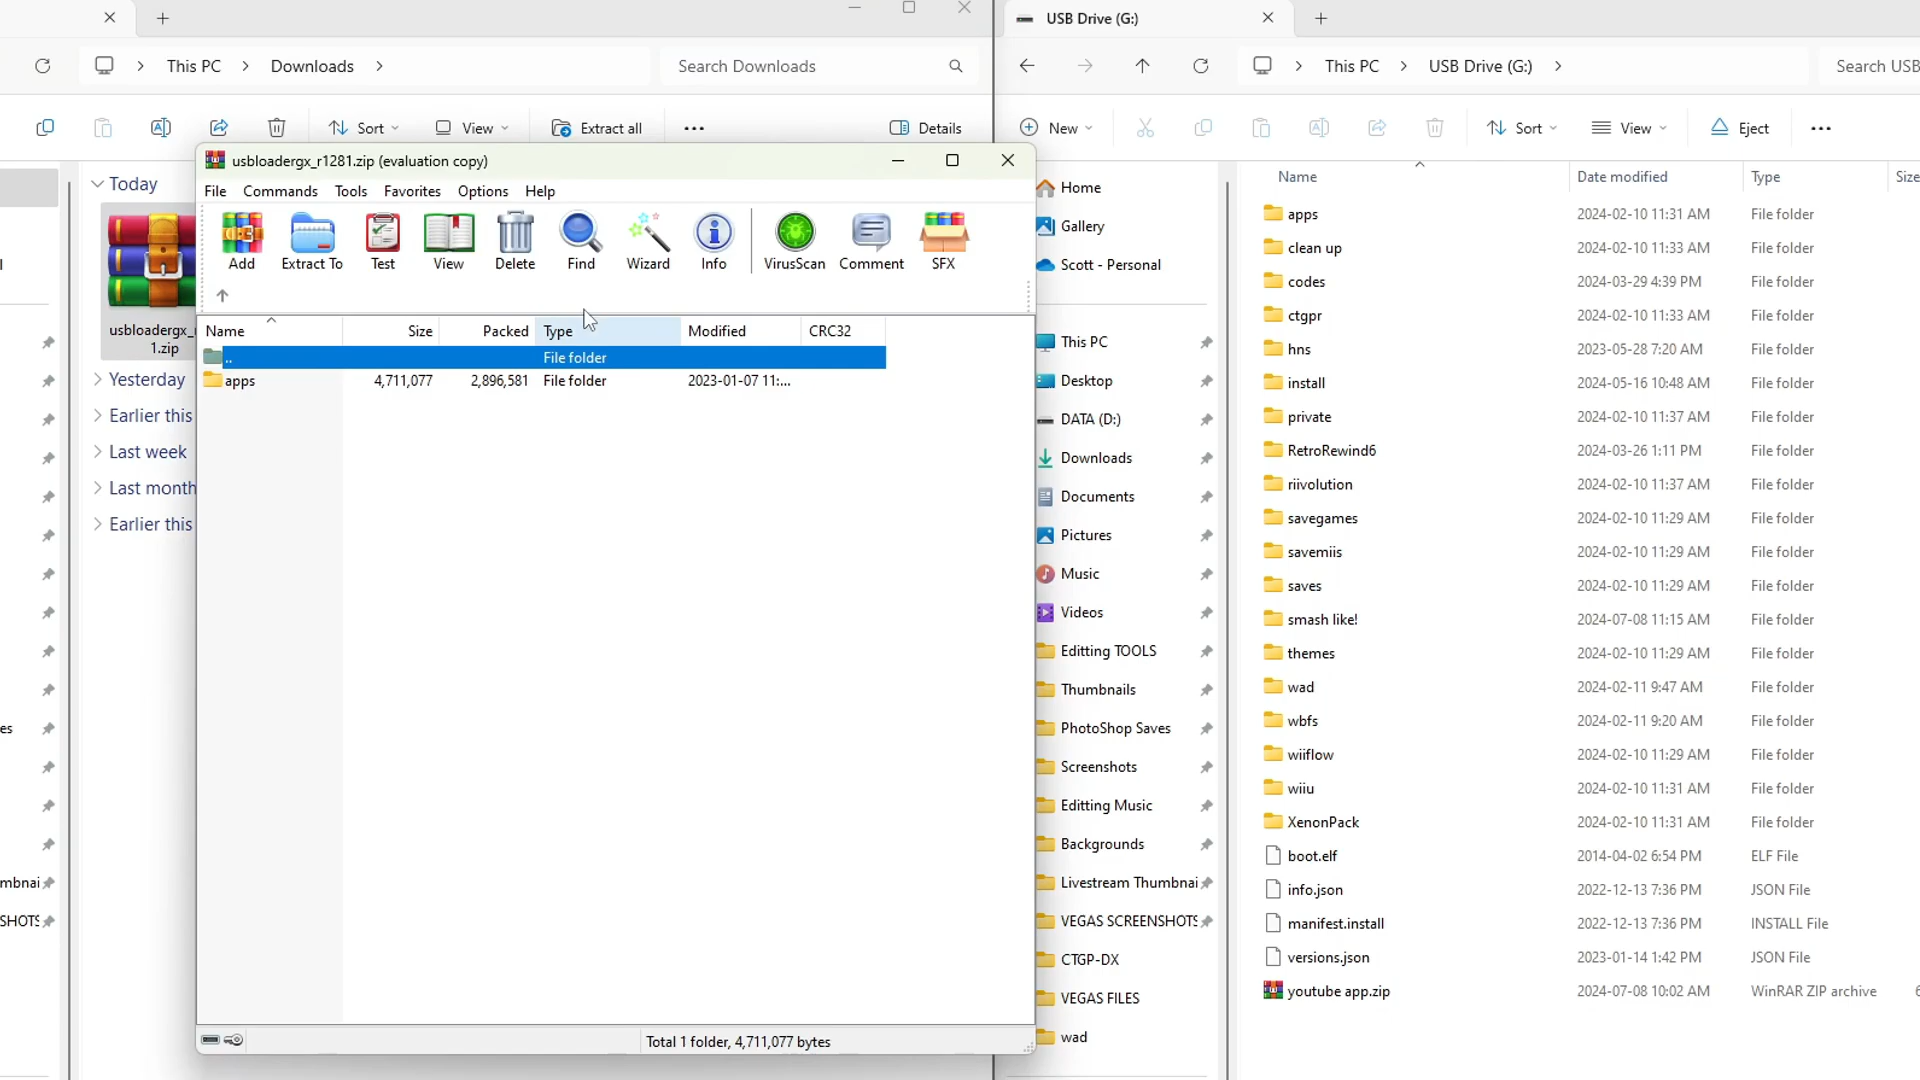 This PC
Downloads
Search Downloads
Sort
View
Extract all
Details
Today
usbloadergx_r
1.zip
Yesterday
Earlier this
Last week
Last month
Earlier this
es
mbnai
SHOTS
usbloadergx_r1281.zip (evaluation copy)
File Commands Tools Favorites Options Help
Add Extract To Test View Delete Find Wizard Info VirusScan Comment SFX
Name Size Packed Type Modified CRC32
.. File folder
apps 4,711,077 2,896,581 File folder 2023-01-07 11:...
Total 1 folder, 4,711,077 bytes
USB Drive (G:)
This PC
USB Drive (G:)
Search USB
New
Sort
View
Eject
Home
Gallery
Scott - Personal
This PC
Desktop
DATA (D:)
Downloads
Documents
Pictures
Music
Videos
Editting TOOLS
Thumbnails
PhotoShop Saves
Screenshots
Editting Music
Backgrounds
Livestream Thumbnai
VEGAS SCREENSHOTS
CTGP-DX
VEGAS FILES
wad
Name Date modified Type Size
apps 2024-02-10 11:31 AM File folder
clean up 2024-02-10 11:33 AM File folder
codes 2024-03-29 4:39 PM File folder
ctgpr 2024-02-10 11:33 AM File folder
hns 2023-05-28 7:20 AM File folder
install 2024-05-16 10:48 AM File folder
private 2024-02-10 11:37 AM File folder
RetroRewind6 2024-03-26 1:11 PM File folder
riivolution 2024-02-10 11:37 AM File folder
savegames 2024-02-10 11:29 AM File folder
savemiis 2024-02-10 11:29 AM File folder
saves 2024-02-10 11:29 AM File folder
smash like! 2024-07-08 11:15 AM File folder
themes 2024-02-10 11:29 AM File folder
wad 2024-02-11 9:47 AM File folder
wbfs 2024-02-11 9:20 AM File folder
wiiflow 2024-02-10 11:29 AM File folder
wiiu 2024-02-10 11:31 AM File folder
XenonPack 2024-02-10 11:31 AM File folder
boot.elf 2014-04-02 6:54 PM ELF File
info.json 2022-12-13 7:36 PM JSON File
manifest.install 2022-12-13 7:36 PM INSTALL File
versions.json 2023-01-14 1:42 PM JSON File
youtube app.zip 2024-07-08 10:02 AM WinRAR ZIP archive